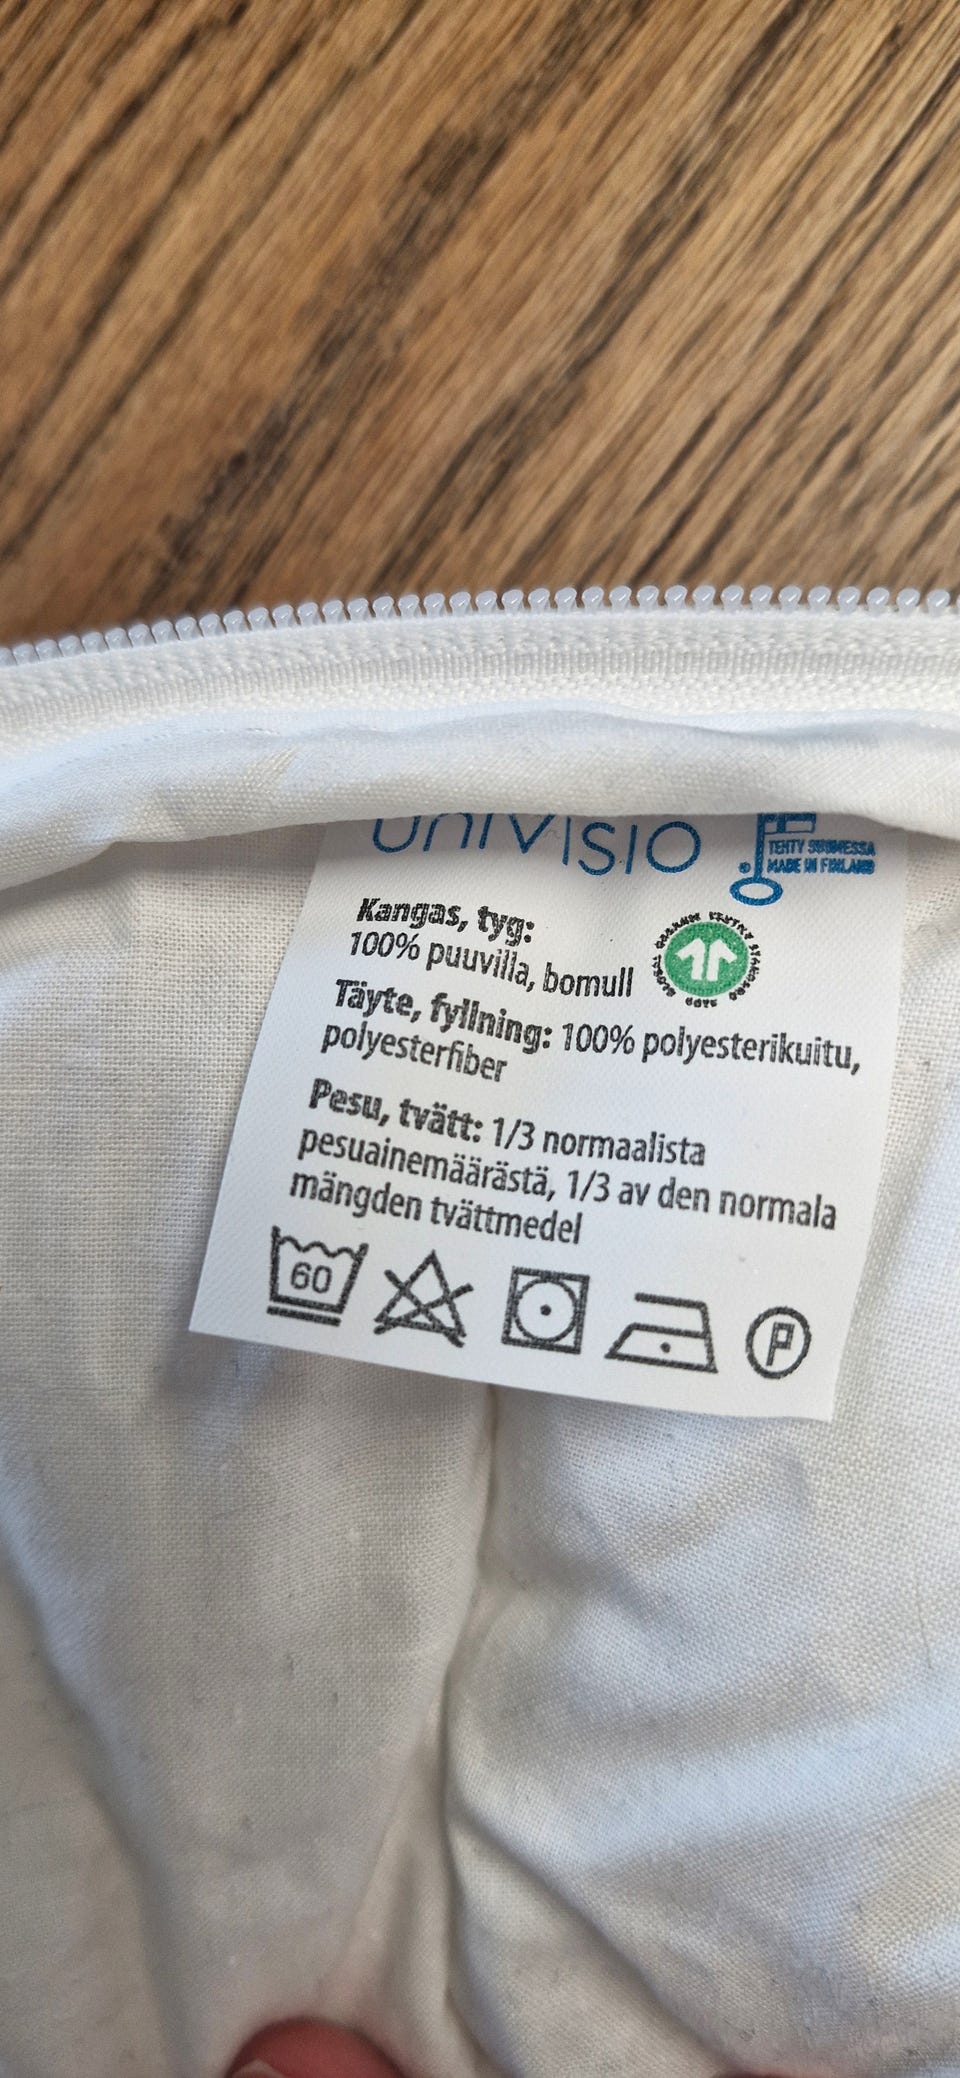 univisio
TEHTY SUOMESSA
MADE IN FINLAND
Kangas, tyg:
100% puuvilla, bomull
Täyte, fyllning: 100% polyesterikuitu,
polyesterfiber
Pesu, tvätt: 1/3 normaalista
pesuainemäärästä, 1/3 av den normala
mängden tvättmedel
60
P